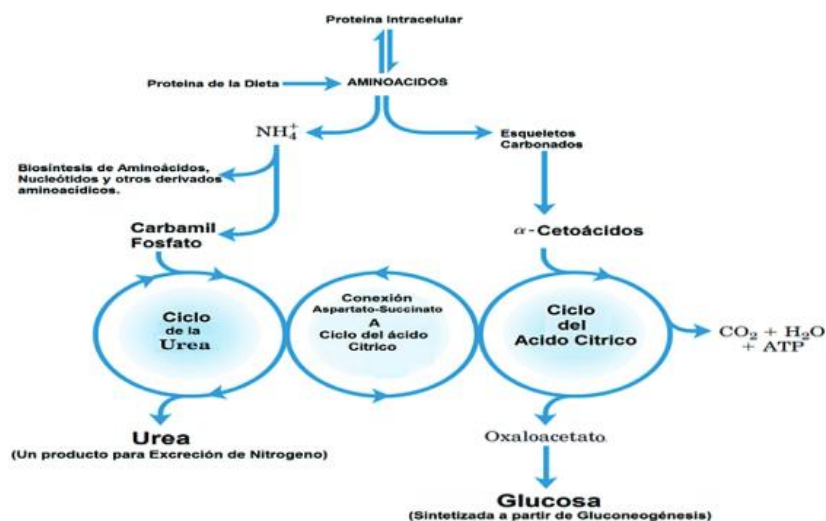 Proteina Intracelular
Proteina de la Dieta
AMINOACIDOS
NH₄⁺
Esqueletos
Carbonados
Biosíntesis de Aminoácidos,
Nucleótidos y otros derivados
aminoacídicos.
Carbamil
Fosfato
α-Cetoácidos
Ciclo
de la
Urea
Conexión
Aspartato-Succinato
A
Ciclo del ácido
Citrico
Ciclo
del
Acido Citrico
CO₂ + H₂O
+ ATP
Urea
(Un producto para Excreción de Nitrogeno)
Oxaloacetato
Glucosa
(Sintetizada a partir de Gluconeogénesis)